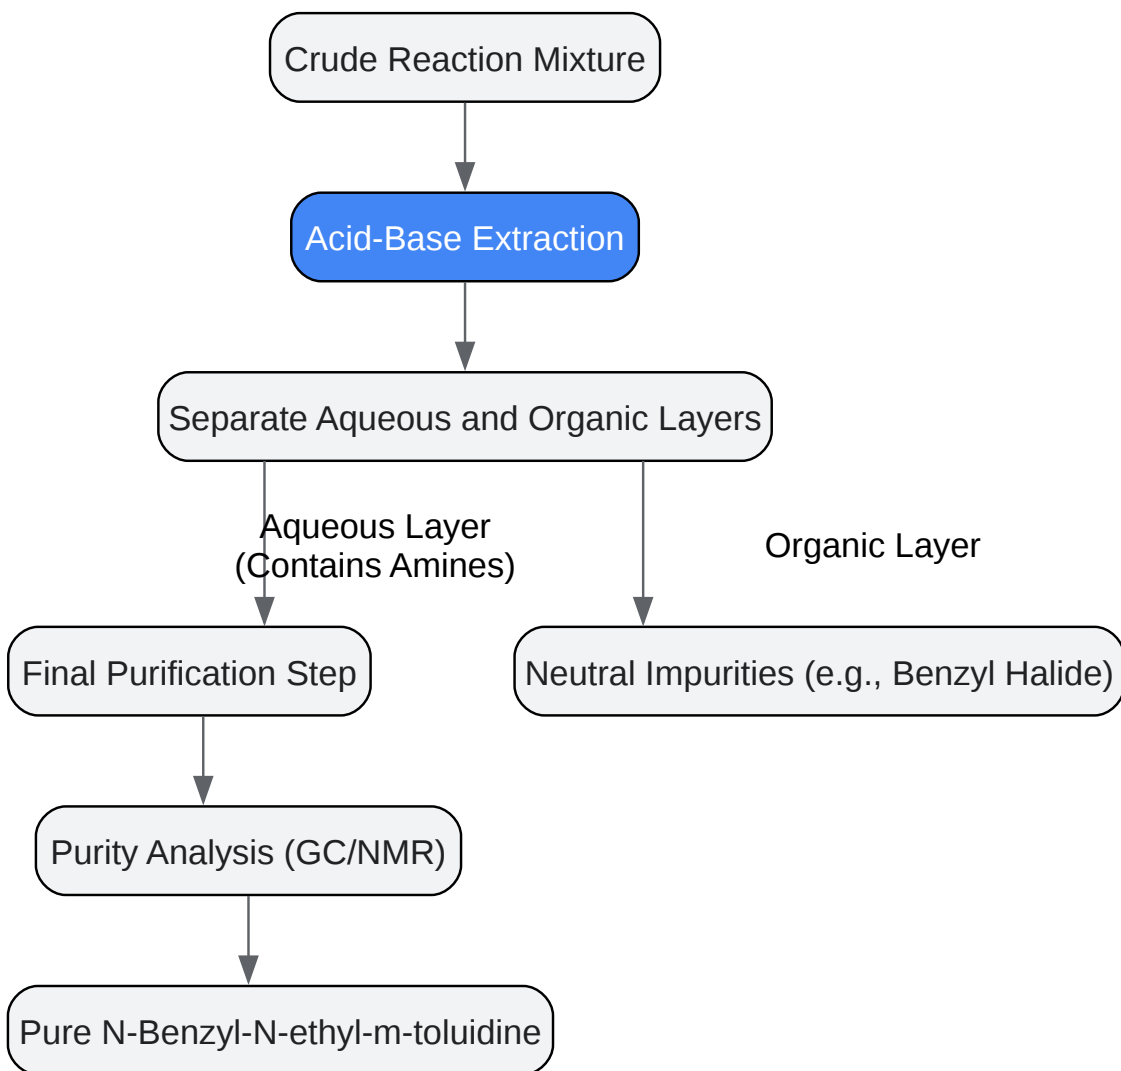 Crude Reaction Mixture
Acid-Base Extraction
Separate Aqueous and Organic Layers
Aqueous Layer
(Contains Amines)
Organic Layer
Final Purification Step
Neutral Impurities (e.g., Benzyl Halide)
Purity Analysis (GC/NMR)
Pure N-Benzyl-N-ethyl-m-toluidine